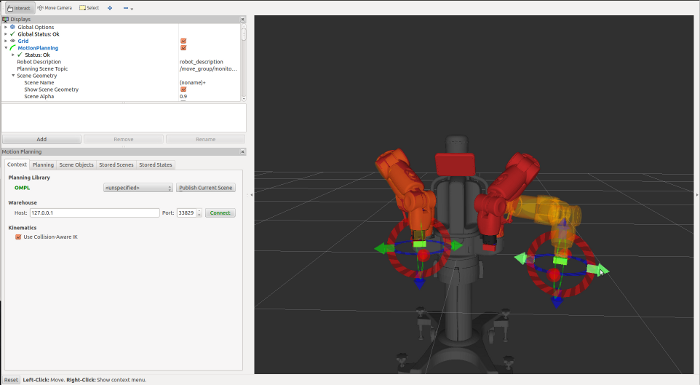 Interact Move Camera Select
Displays
Global Options
Global Status: Ok
Grid
MotionPlanning
Status: Ok
Robot Description robot_description
Planning Scene Topic /move_group/monito...
Scene Geometry
Scene Name (noname)+
Show Scene Geometry
Scene Alpha 0.9
Add Remove Rename
Motion Planning
Context Planning Scene Objects Stored Scenes Stored States
Planning Library
OMPL <unspecified> Publish Current Scene
Warehouse
Host: 127.0.0.1 Port: 33829 Connect
Kinematics
Use Collision-Aware IK
Reset Left-Click: Move. Right-Click: Show context menu.